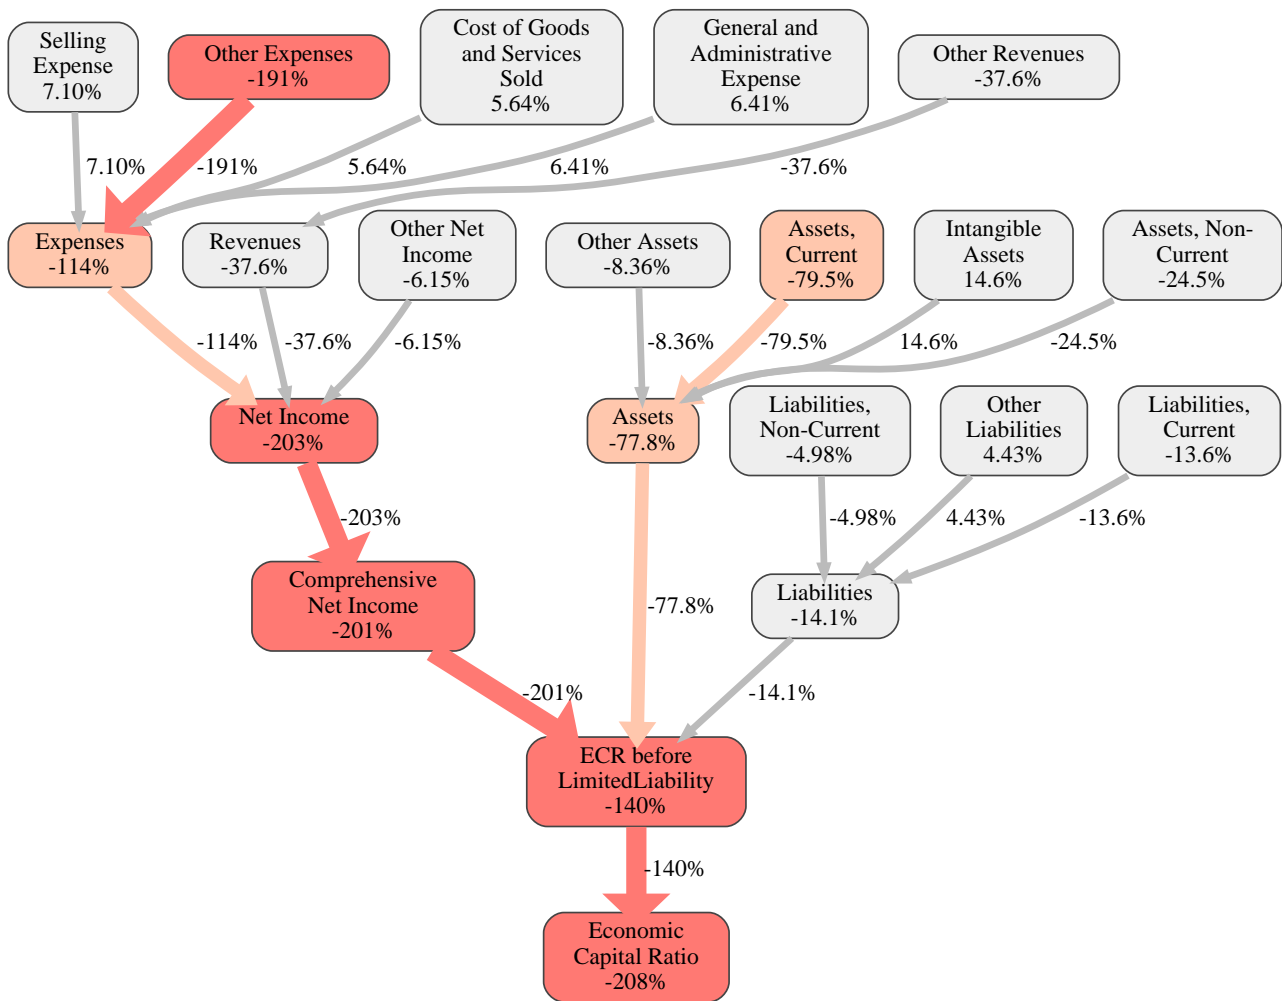 Selling
Expense
7.10%
Other Expenses
-191%
Cost of Goods
and Services
Sold
5.64%
General and
Administrative
Expense
6.41%
Other Revenues
-37.6%
7.10%
-191%
5.64%
6.41%
-37.6%
Expenses
-114%
Revenues
-37.6%
Other Net
Income
-6.15%
Other Assets
-8.36%
Assets,
Current
-79.5%
Intangible
Assets
14.6%
Assets, Non-
Current
-24.5%
-114%
-37.6%
-6.15%
-8.36%
-79.5%
14.6%
-24.5%
Net Income
-203%
Assets
-77.8%
Liabilities,
Non-Current
-4.98%
Other
Liabilities
4.43%
Liabilities,
Current
-13.6%
-203%
-4.98%
4.43%
-13.6%
Comprehensive
Net Income
-201%
-77.8%
Liabilities
-14.1%
-201%
-14.1%
ECR before
LimitedLiability
-140%
-140%
Economic
Capital Ratio
-208%